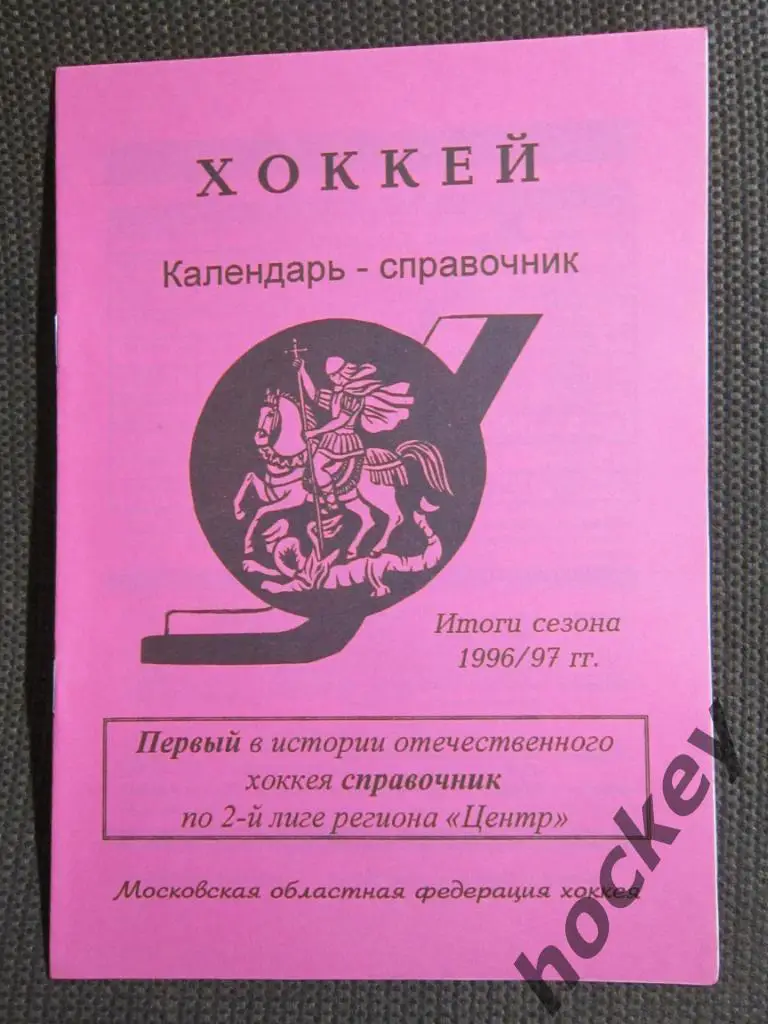 ХОККЕЙ
Календарь - справочник
Итоги сезона
1996/97 гг.
Первый в истории отечественного
хоккея справочник
по 2-й лиге региона «Центр»
Московская областная федерация хоккея
hockey